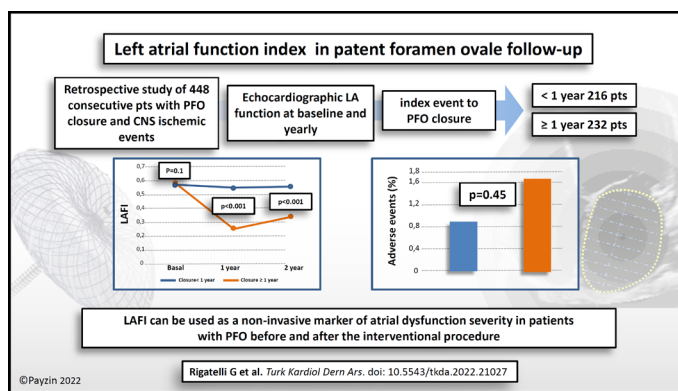 Left atrial function index in patent foramen ovale follow-up
Retrospective study of 448
consecutive pts with PFO
closure and CNS ischemic
events
Echocardiographic LA
function at baseline and
yearly
index event to
PFO closure
< 1 year 216 pts
≥ 1 year 232 pts
0,7
0,6
0,5
0,4
0,3
0,2
0,1
0
LAFI
P=0.1
p<0.001
p<0.001
Basal 1 year 2 year
Closure< 1 year Closure ≥ 1 year
1,8
1,6
1,2
0,8
0,4
0
Adverse events (%)
p=0.45
LAFI can be used as a non-invasive marker of atrial dysfunction severity in patients
with PFO before and after the interventional procedure
Rigatelli G et al. Turk Kardiol Dern Ars. doi: 10.5543/tkda.2022.21027
©Payzin 2022